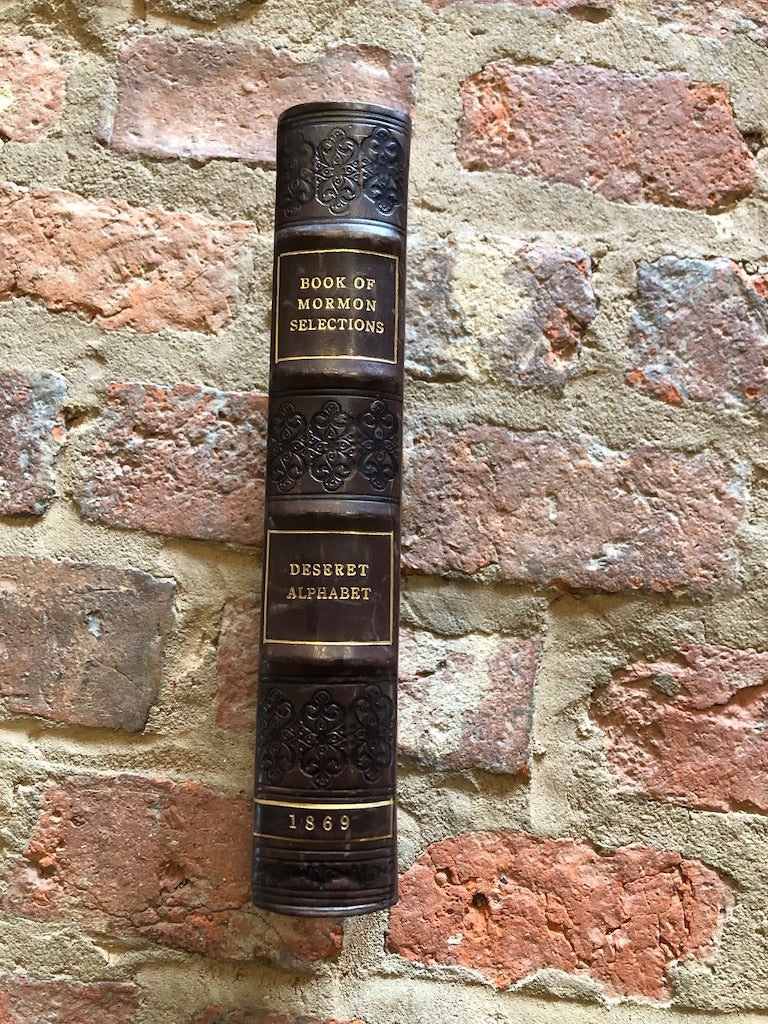 BOOK OF
MORMON
SELECTIONS
DESERET
ALPHABET
1869